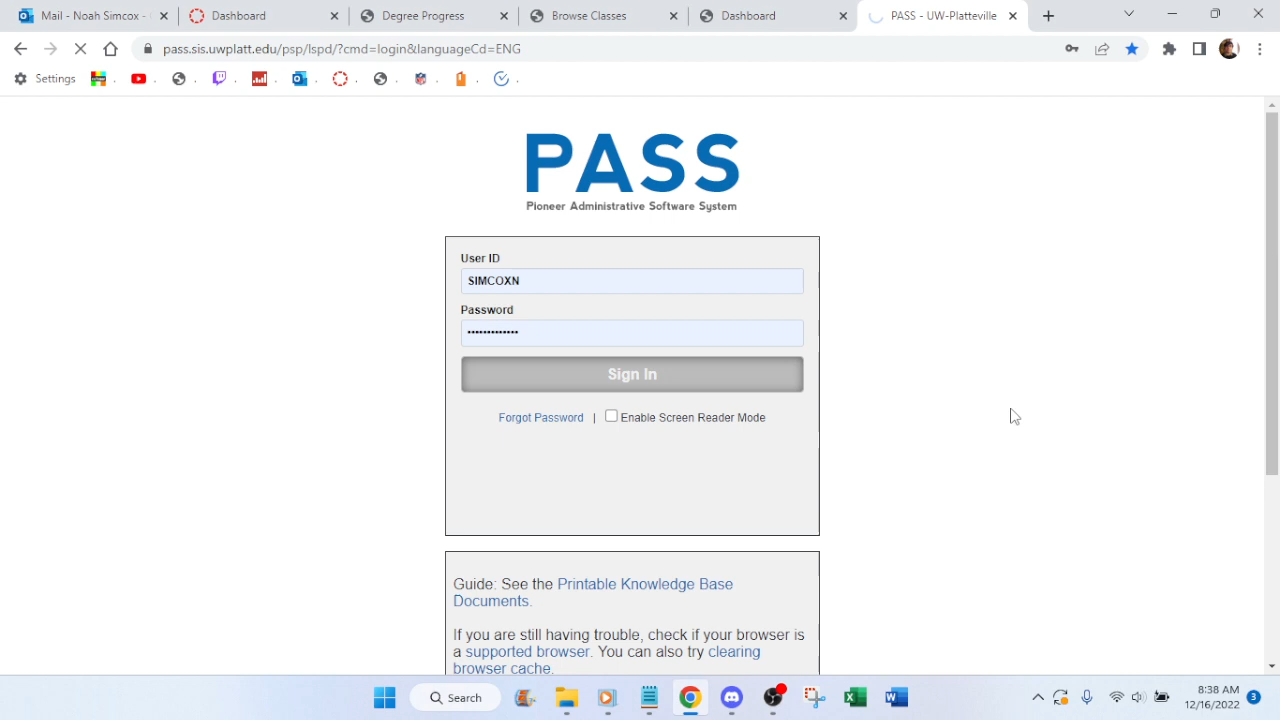 Mail - Noah Simcox -
Dashboard
Degree Progress
Browse Classes
Dashboard
PASS - UW-Platteville
pass.sis.uwplatt.edu/psp/lspd/?cmd=login&languageCd=ENG
Settings
PASS
Pioneer Administrative Software System
User ID
SIMCOXN
Password
•••••••••••••
Sign In
Forgot Password | Enable Screen Reader Mode
Guide: See the Printable Knowledge Base
Documents.
If you are still having trouble, check if your browser is
a supported browser. You can also try clearing
browser cache.
Search
8:38 AM
12/16/2022
3